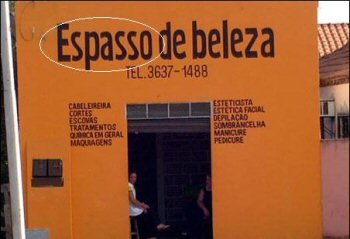 Espasso de beleza
TEL. 3637-1488
CABELEIREIRA
CORTES
ESCOVAS
TRATAMENTOS
QUIMICA EM GERAL
MAQUIAGENS
ESTETICISTA
ESTÉTICA FACIAL
DEPILAÇÃO
SOMBRANCELHA
MANICURE
PEDICURE